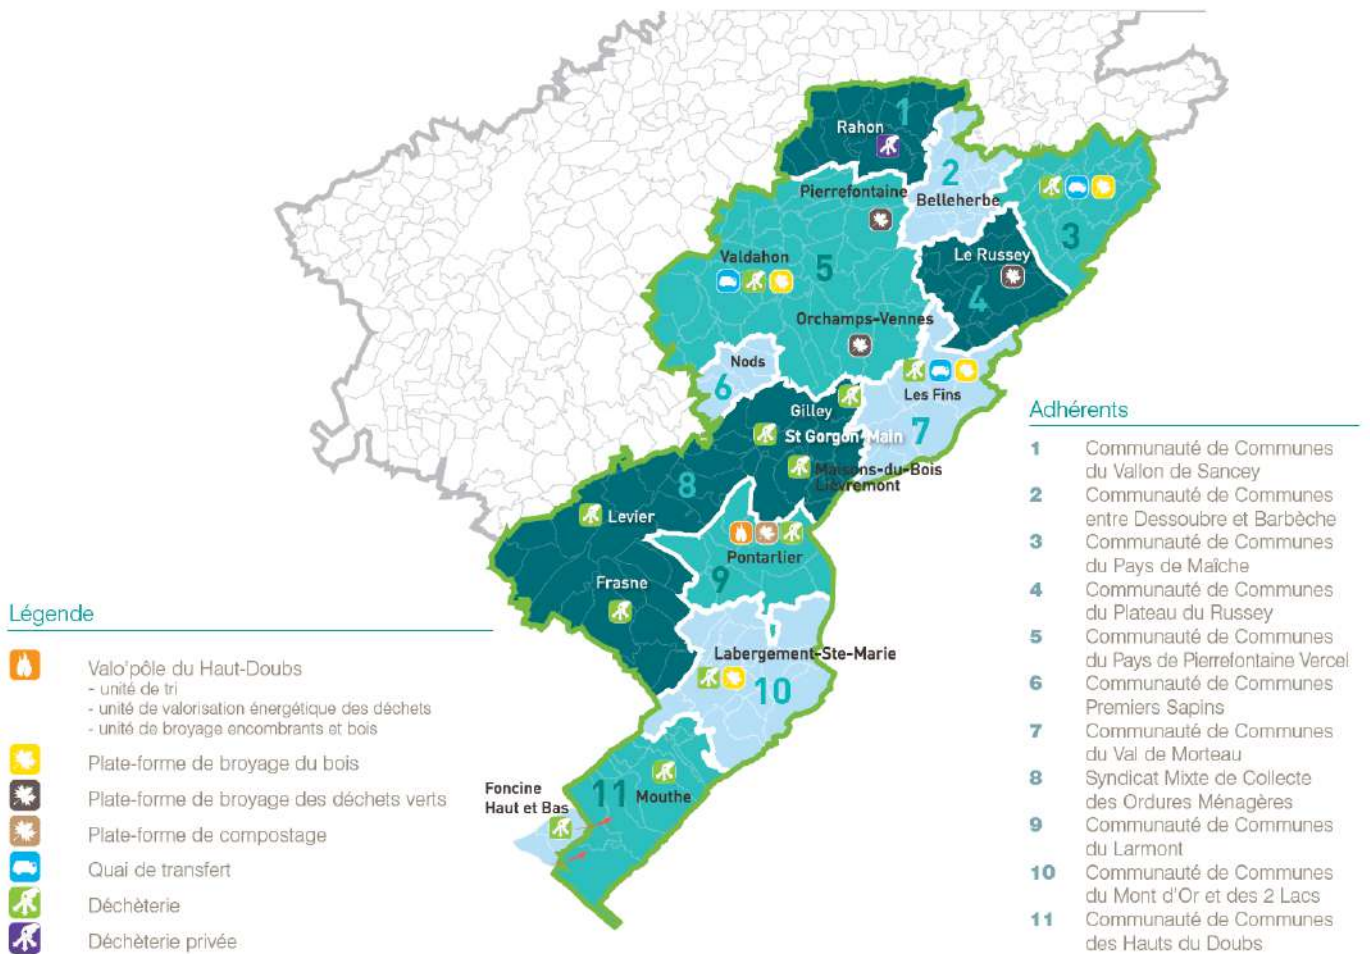 1
Rahon
2
Pierrefontaine
Belleherbe
3
Valdahon
5
Le Russey
4
Orchamps-Vennes
Nods
6
Les Fins
Gilley
7
St Gorgon-Main
Maisons-du-Bois
Lièvremont
8
Levier
Pontarlier
9
Frasne
Labergement-Ste-Marie
10
Foncine
Haut et Bas
11
Mouthe
Légende
Valo'pôle du Haut-Doubs
- unité de tri
- unité de valorisation énergétique des déchets
- unité de broyage encombrants et bois
Plate-forme de broyage du bois
Plate-forme de broyage des déchets verts
Plate-forme de compostage
Quai de transfert
Déchèterie
Déchèterie privée
Adhérents
1 Communauté de Communes
du Vallon de Sancey
2 Communauté de Communes
entre Dessoubre et Barbèche
3 Communauté de Communes
du Pays de Maîche
4 Communauté de Communes
du Plateau du Russey
5 Communauté de Communes
du Pays de Pierrefontaine Vercel
6 Communauté de Communes
Premiers Sapins
7 Communauté de Communes
du Val de Morteau
8 Syndicat Mixte de Collecte
des Ordures Ménagères
9 Communauté de Communes
du Larmont
10 Communauté de Communes
du Mont d'Or et des 2 Lacs
11 Communauté de Communes
des Hauts du Doubs